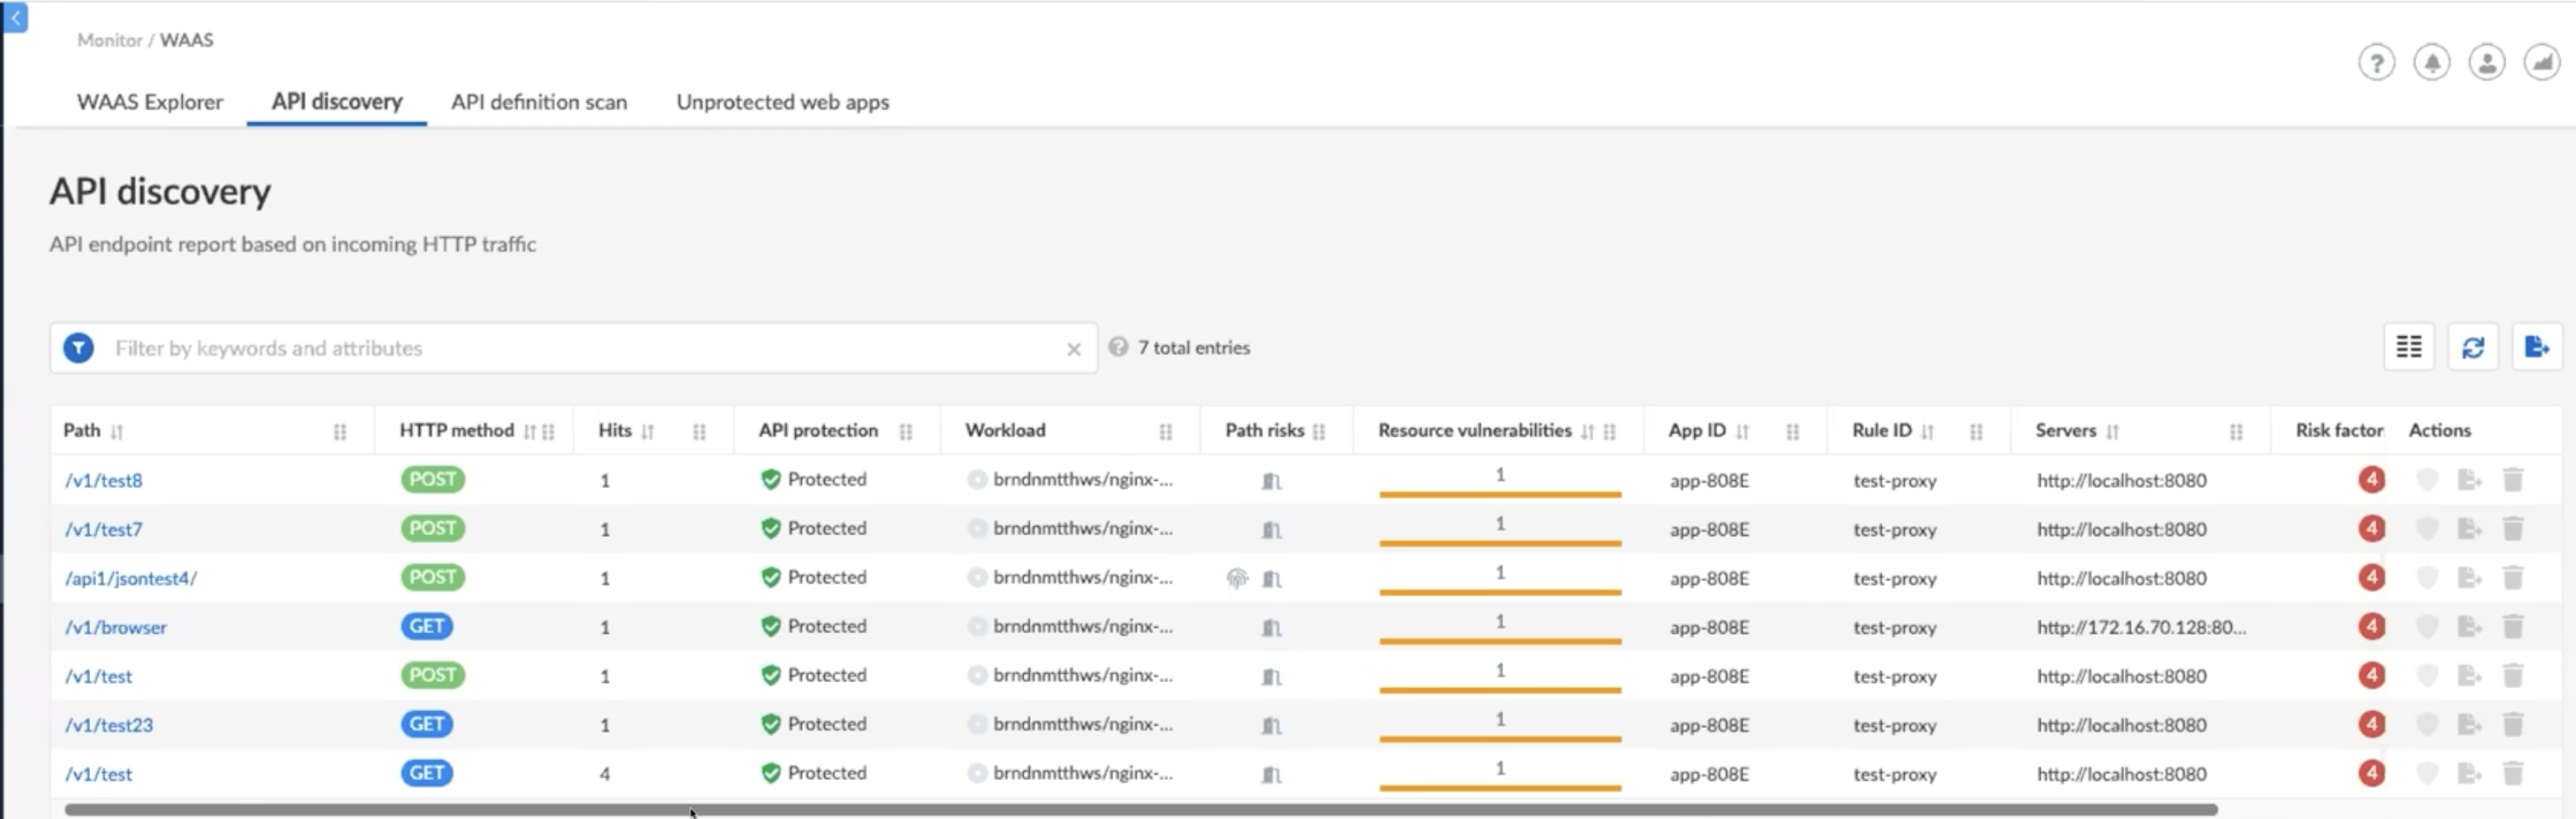 Monitor / WAAS
WAAS Explorer API discovery API definition scan Unprotected web apps
API discovery
API endpoint report based on incoming HTTP traffic
Filter by keywords and attributes 7 total entries
Path HTTP method Hits API protection Workload Path risks Resource vulnerabilities App ID Rule ID Servers Risk factor Actions
/v1/test8 POST 1 Protected brndnmtthws/nginx-... 1 app-808E test-proxy http://localhost:8080 4
/v1/test7 POST 1 Protected brndnmtthws/nginx-... 1 app-808E test-proxy http://localhost:8080 4
/api1/jsontest4/ POST 1 Protected brndnmtthws/nginx-... 1 app-808E test-proxy http://localhost:8080 4
/v1/browser GET 1 Protected brndnmtthws/nginx-... 1 app-808E test-proxy http://172.16.70.128:80... 4
/v1/test POST 1 Protected brndnmtthws/nginx-... 1 app-808E test-proxy http://localhost:8080 4
/v1/test23 GET 1 Protected brndnmtthws/nginx-... 1 app-808E test-proxy http://localhost:8080 4
/v1/test GET 4 Protected brndnmtthws/nginx-... 1 app-808E test-proxy http://localhost:8080 4